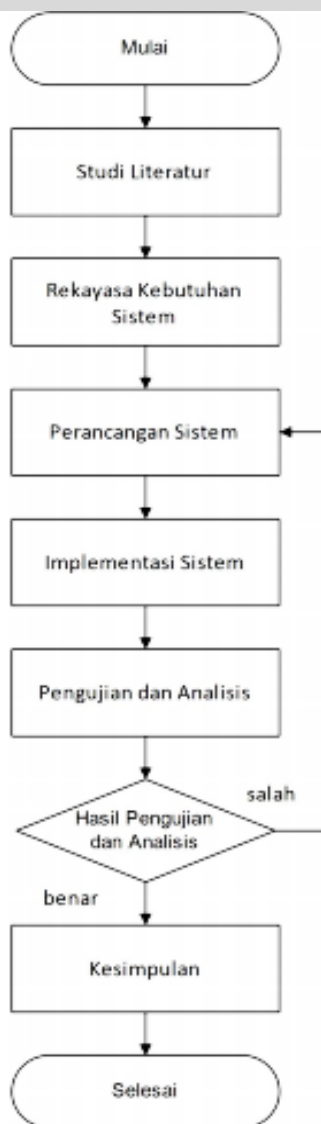 Mulai
Studi Literatur
Rekayasa Kebutuhan
Sistem
Perancangan Sistem
Implementasi Sistem
Pengujian dan Analisis
Hasil Pengujian
dan Analisis
salah
benar
Kesimpulan
Selesai